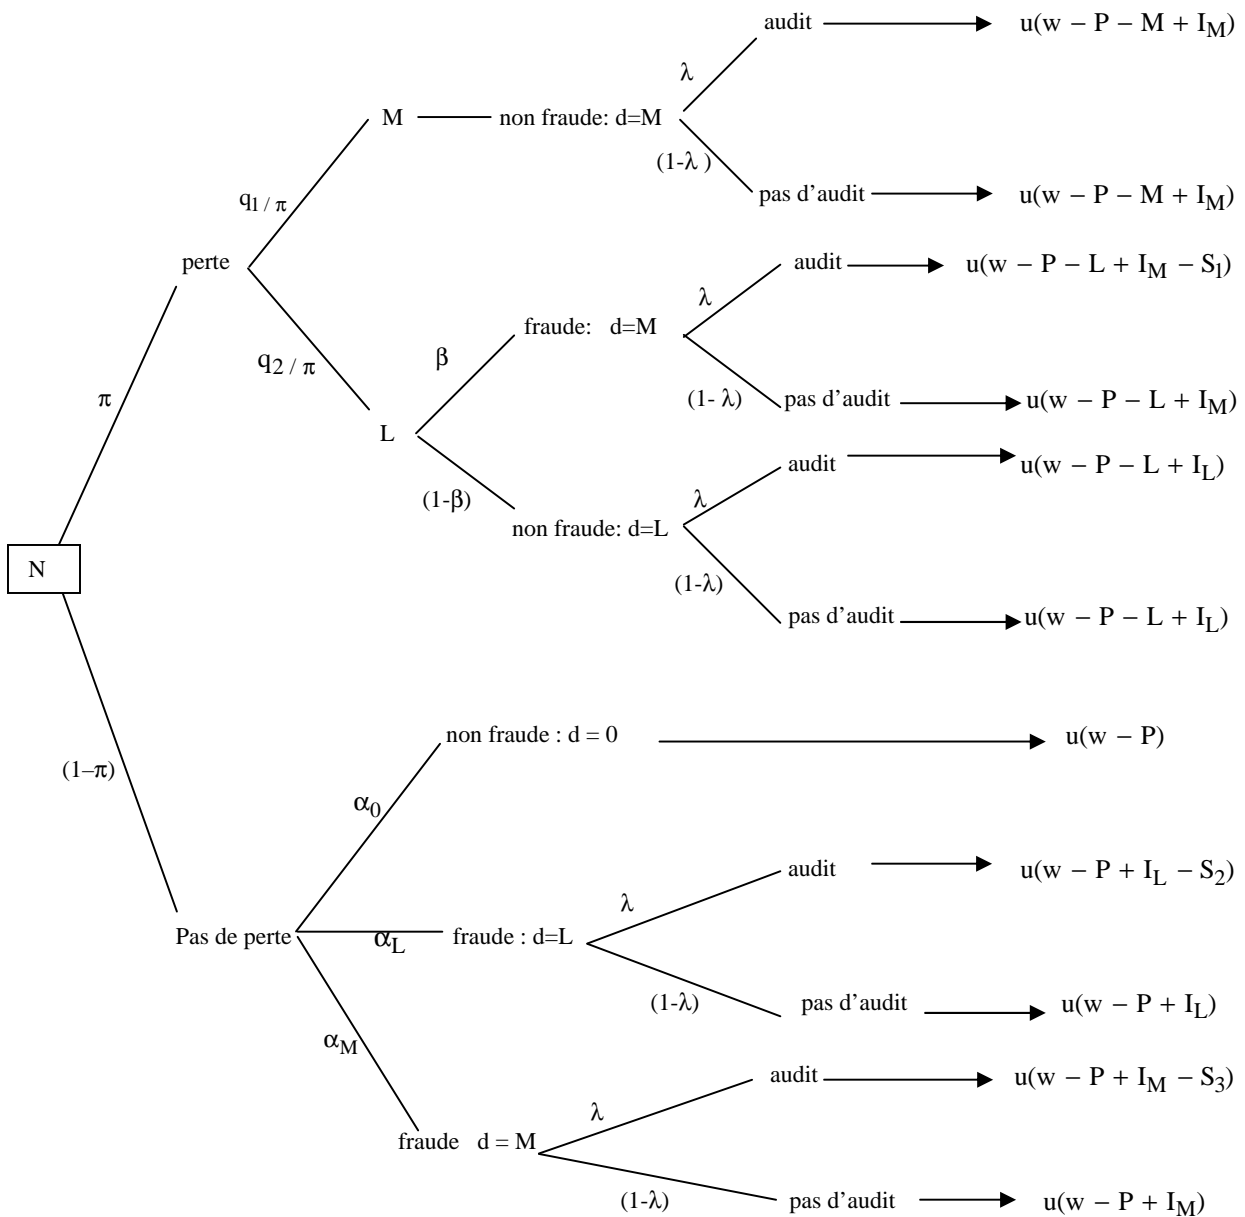 audit u(w – P – M + I_M)
λ
M non fraude: d=M
(1-λ )
q_1 / π
pas d'audit u(w – P – M + I_M)
perte audit u(w – P – L + I_M – S_1)
λ
fraude: d=M
β
q_2 / π
π (1- λ) pas d'audit u(w – P – L + I_M)
L
audit u(w – P – L + I_L)
(1-β) λ
non fraude: d=L
N
(1-λ)
pas d'audit u(w – P – L + I_L)
non fraude : d = 0 u(w – P)
(1–π)
α_0
audit u(w – P + I_L – S_2)
λ
Pas de perte α_L fraude : d=L
(1-λ) pas d'audit u(w – P + I_L)
α_M
audit u(w – P + I_M – S_3)
λ
fraude d = M
(1-λ) pas d'audit u(w – P + I_M)